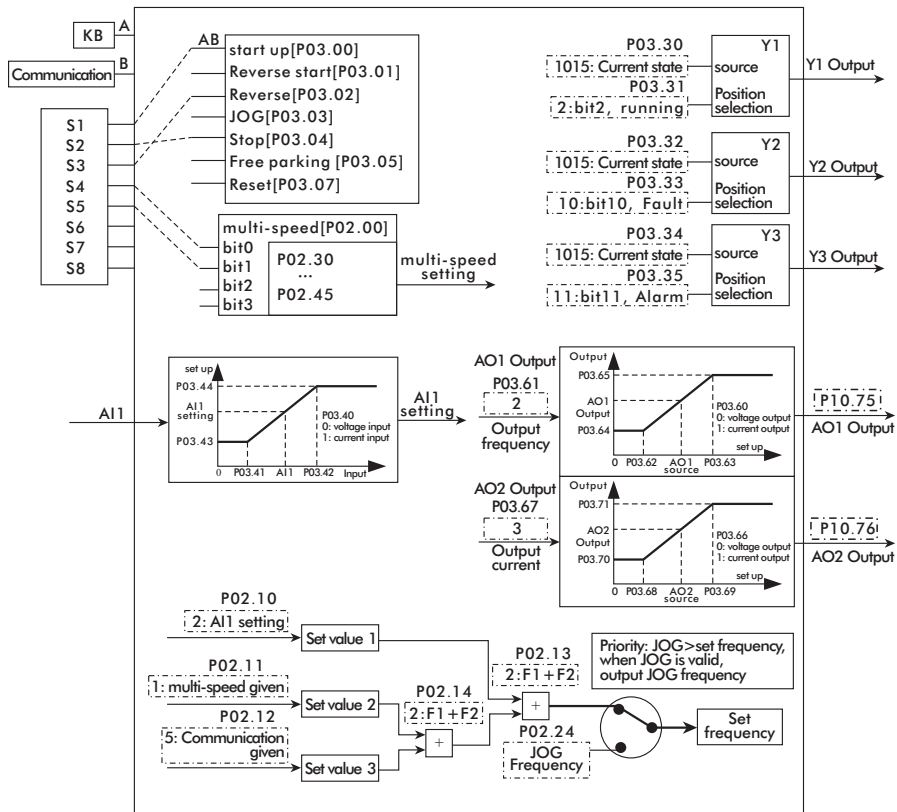 KB
A
Communication
B
S1
S2
S3
S4
S5
S6
S7
S8
AB
start up[P03.00]
Reverse start[P03.01]
Reverse[P03.02]
JOG[P03.03]
Stop[P03.04]
Free parking [P03.05]
Reset[P03.07]
multi-speed[P02.00]
bit0
bit1
bit2
bit3
P02.30
...
P02.45
multi-speed
setting
P03.30
1015: Current state
P03.31
2:bit2, running
Y1
source
Position
selection
Y1 Output
P03.32
1015: Current state
P03.33
10:bit10, Fault
Y2
source
Position
selection
Y2 Output
P03.34
1015: Current state
P03.35
11:bit11, Alarm
Y3
source
Position
selection
Y3 Output
AI1
set up
P03.44
AI1
setting
P03.43
P03.40
0: voltage input
1: current input
0
P03.41
AI1
P03.42
Input
AI1
setting
AO1 Output
P03.61
2
Output
frequency
Output
P03.65
AO1
Output
P03.64
P03.60
0: voltage output
1: current output
set up
0
P03.62
AO1
source
P03.63
P10.75
AO1 Output
AO2 Output
P03.67
3
Output
current
Output
P03.71
AO2
Output
P03.70
P03.66
0: voltage output
1: current output
set up
0
P03.68
AO2
source
P03.69
P10.76
AO2 Output
P02.10
2: AI1 setting
Set value 1
P02.11
1: multi-speed given
Set value 2
P02.12
5: Communication
given
Set value 3
P02.14
2:F1+F2
+
P02.13
2:F1+F2
+
P02.24
JOG
Frequency
Priority: JOG>set frequency,
when JOG is valid,
output JOG frequency
Set
frequency